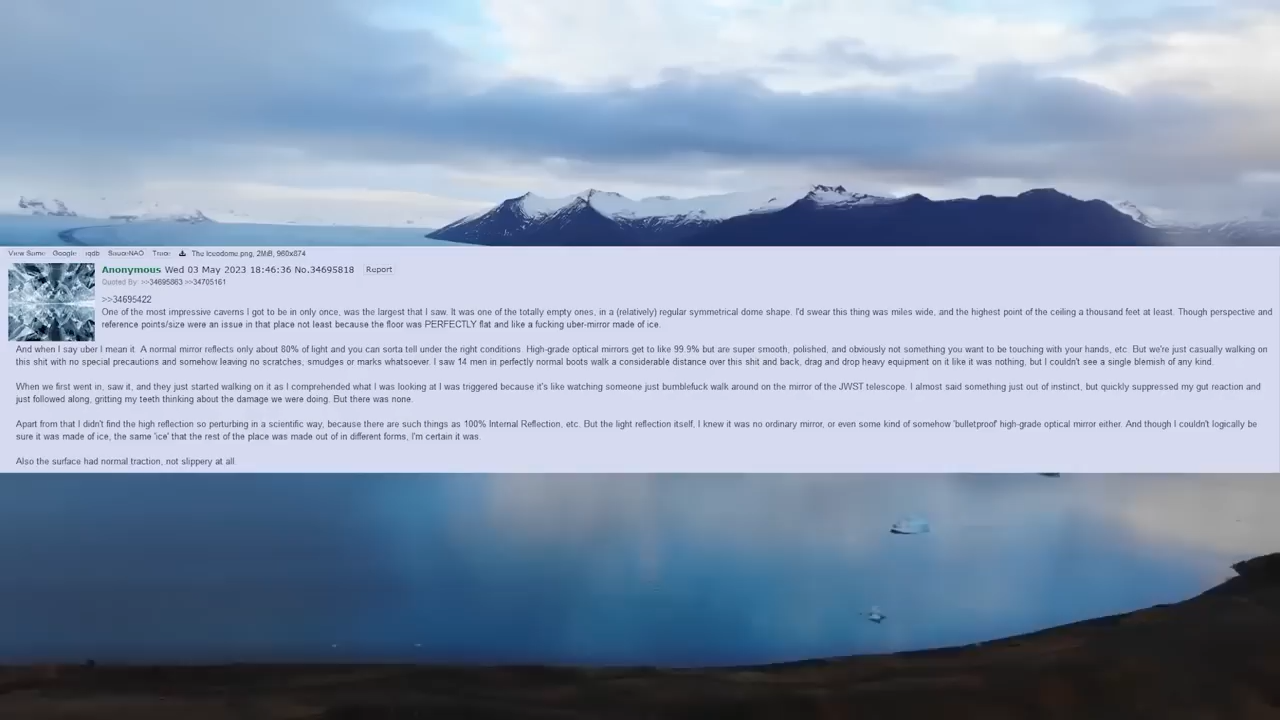 View Same Google iqdb SauceNAO Trace The Iceodome.png, 2MiB, 960x874
Anonymous Wed 03 May 2023 18:46:36 No.34695818 Report
Quoted By: >>34695863 >>34705161
>>34695422
One of the most impressive caverns I got to be in only once, was the largest that I saw. It was one of the totally empty ones, in a (relatively) regular symmetrical dome shape. I'd swear this thing was miles wide, and the highest point of the ceiling a thousand feet at least. Though perspective and
reference points/size were an issue in that place not least because the floor was PERFECTLY flat and like a fucking uber-mirror made of ice.
And when I say uber I mean it. A normal mirror reflects only about 80% of light and you can sorta tell under the right conditions. High-grade optical mirrors get to like 99.9% but are super smooth, polished, and obviously not something you want to be touching with your hands, etc. But we're just casually walking on
this shit with no special precautions and somehow leaving no scratches, smudges or marks whatsoever. I saw 14 men in perfectly normal boots walk a considerable distance over this shit and back, drag and drop heavy equipment on it like it was nothing, but I couldn't see a single blemish of any kind.
When we first went in, saw it, and they just started walking on it as I comprehended what I was looking at I was triggered because it's like watching someone just bumblefuck walk around on the mirror of the JWST telescope. I almost said something just out of instinct, but quickly suppressed my gut reaction and
just followed along, gritting my teeth thinking about the damage we were doing. But there was none.
Apart from that I didn't find the high reflection so perturbing in a scientific way, because there are such things as 100% Internal Reflection, etc. But the light reflection itself, I knew it was no ordinary mirror, or even some kind of somehow 'bulletproof' high-grade optical mirror either. And though I couldn't logically be
sure it was made of ice, the same 'ice' that the rest of the place was made out of in different forms, I'm certain it was.
Also the surface had normal traction, not slippery at all